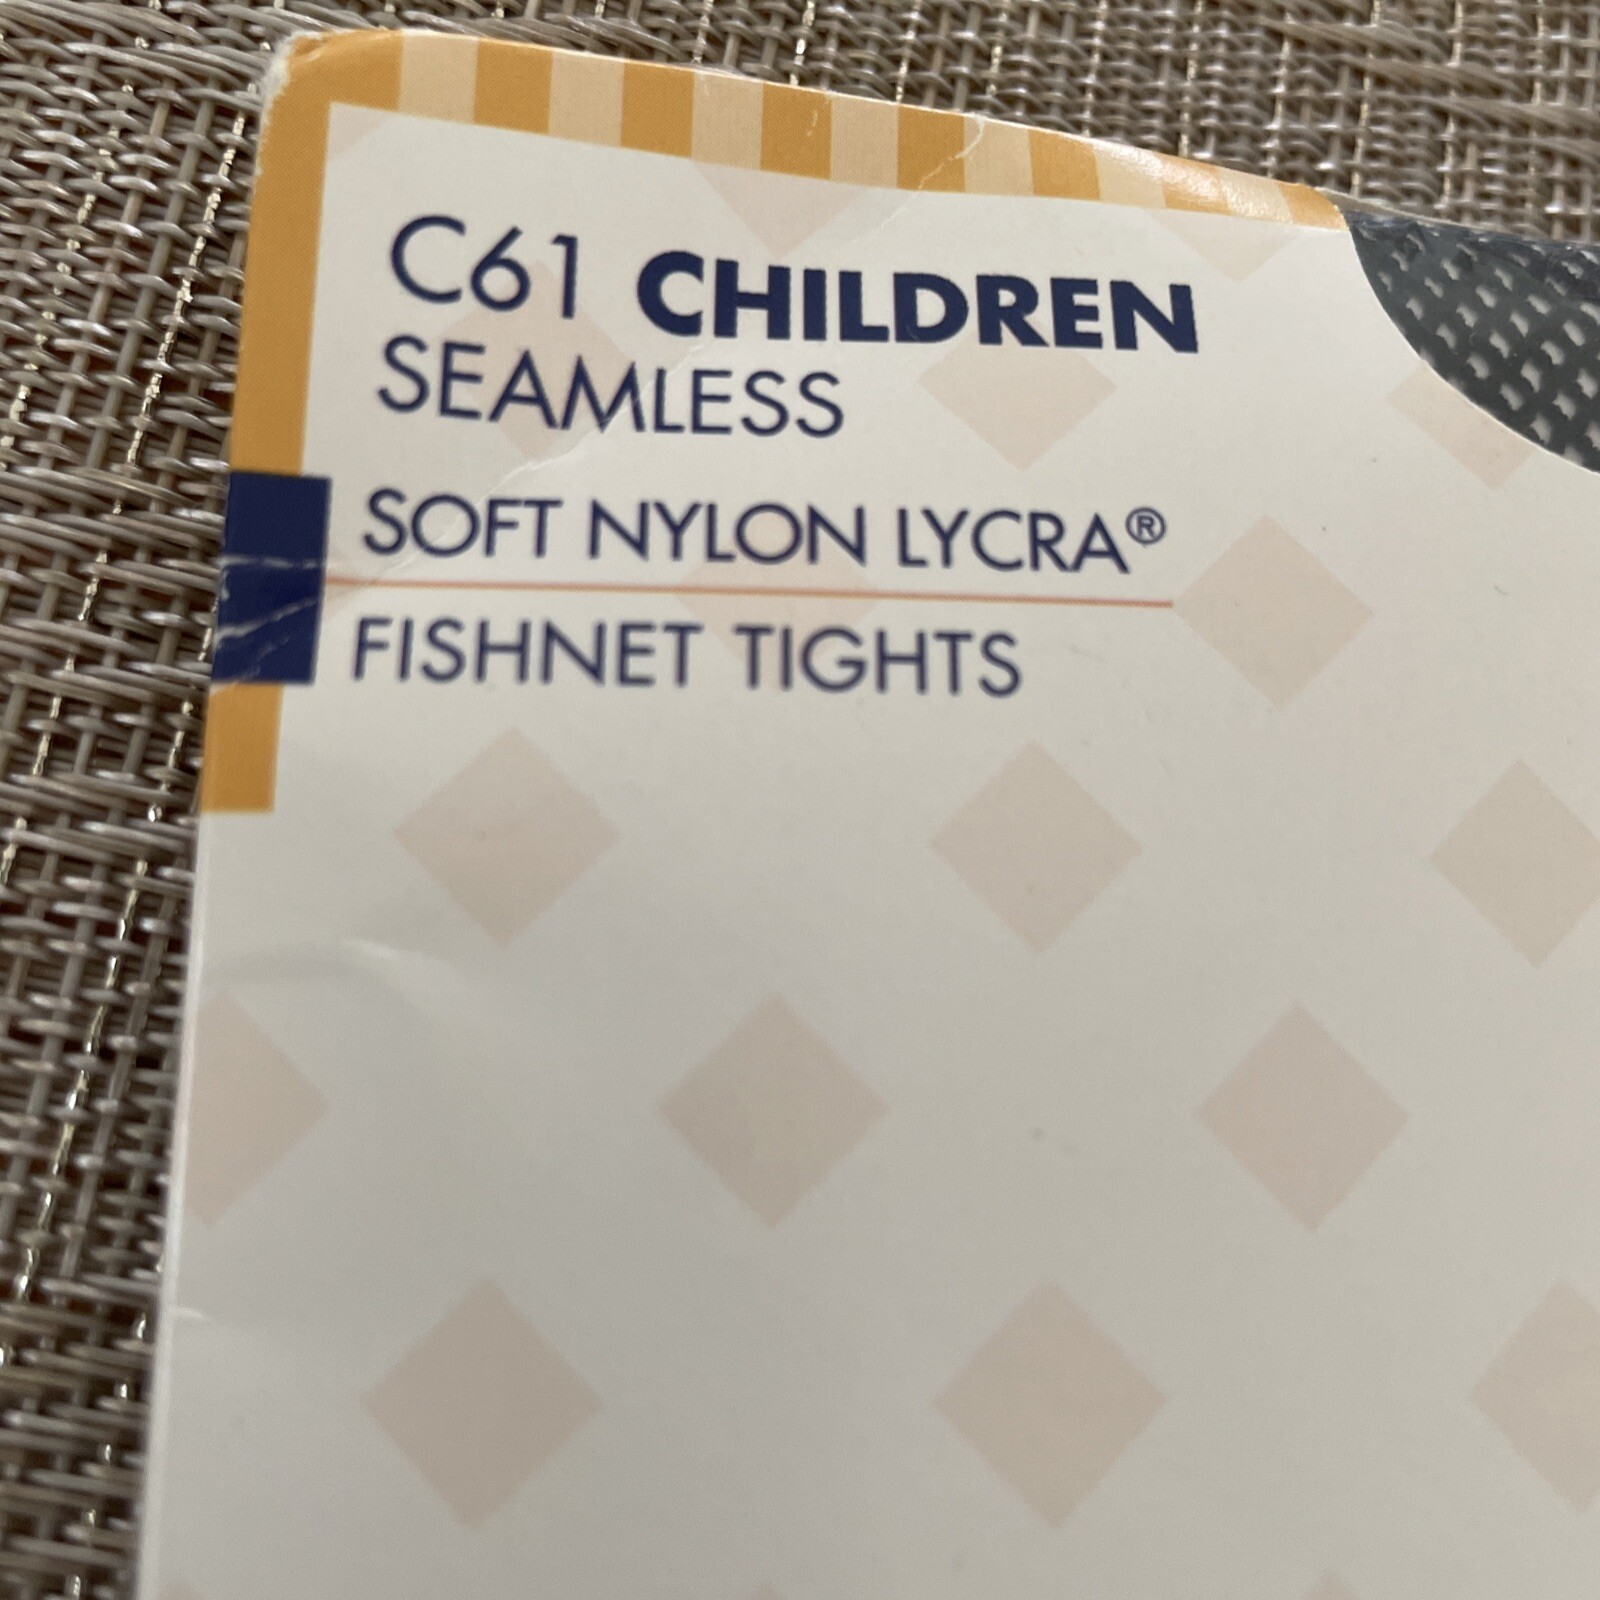 C61 CHILDREN
SEAMLESS
SOFT NYLON LYCRA®
FISHNET TIGHTS